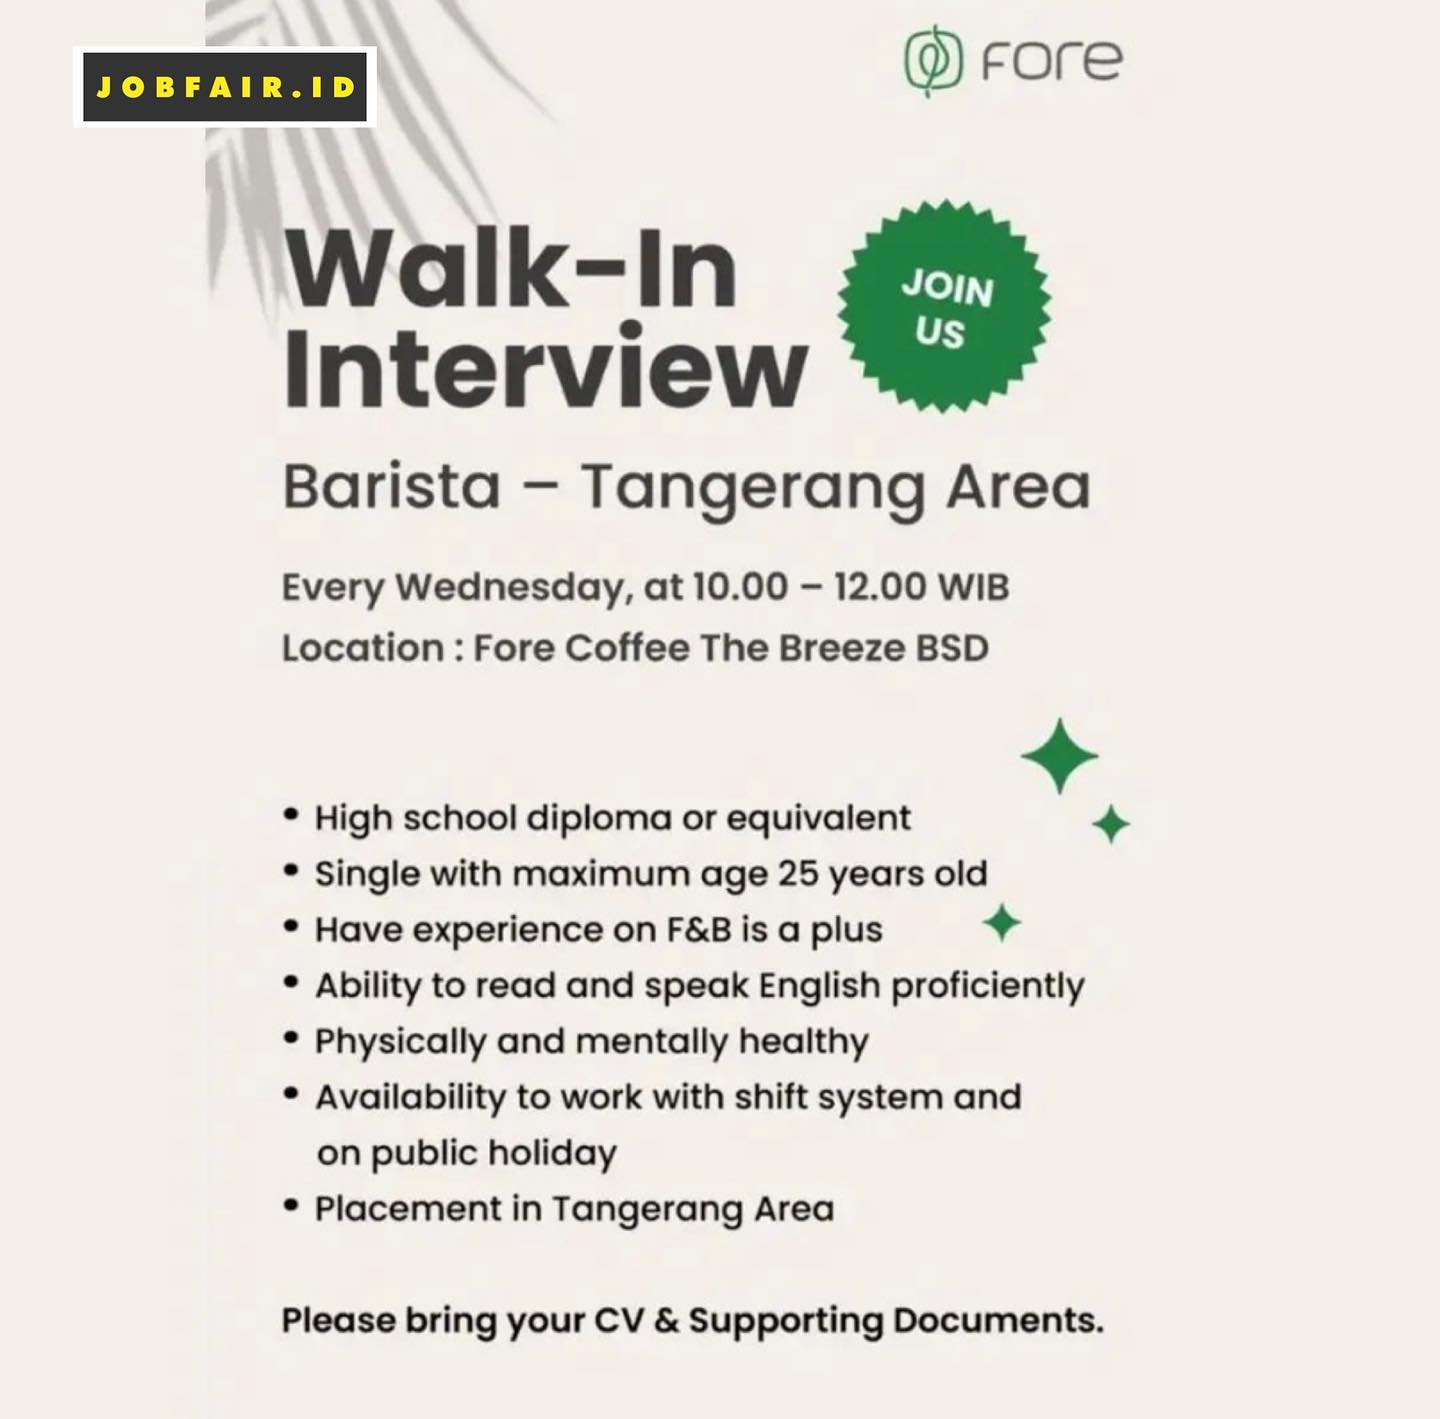 JOBFAIR.ID
Fore
Walk-In
Interview
JOIN
US
Barista – Tangerang Area
Every Wednesday, at 10.00 – 12.00 WIB
Location : Fore Coffee The Breeze BSD
• High school diploma or equivalent
• Single with maximum age 25 years old
• Have experience on F&B is a plus
• Ability to read and speak English proficiently
• Physically and mentally healthy
• Availability to work with shift system and
on public holiday
• Placement in Tangerang Area
Please bring your CV & Supporting Documents.